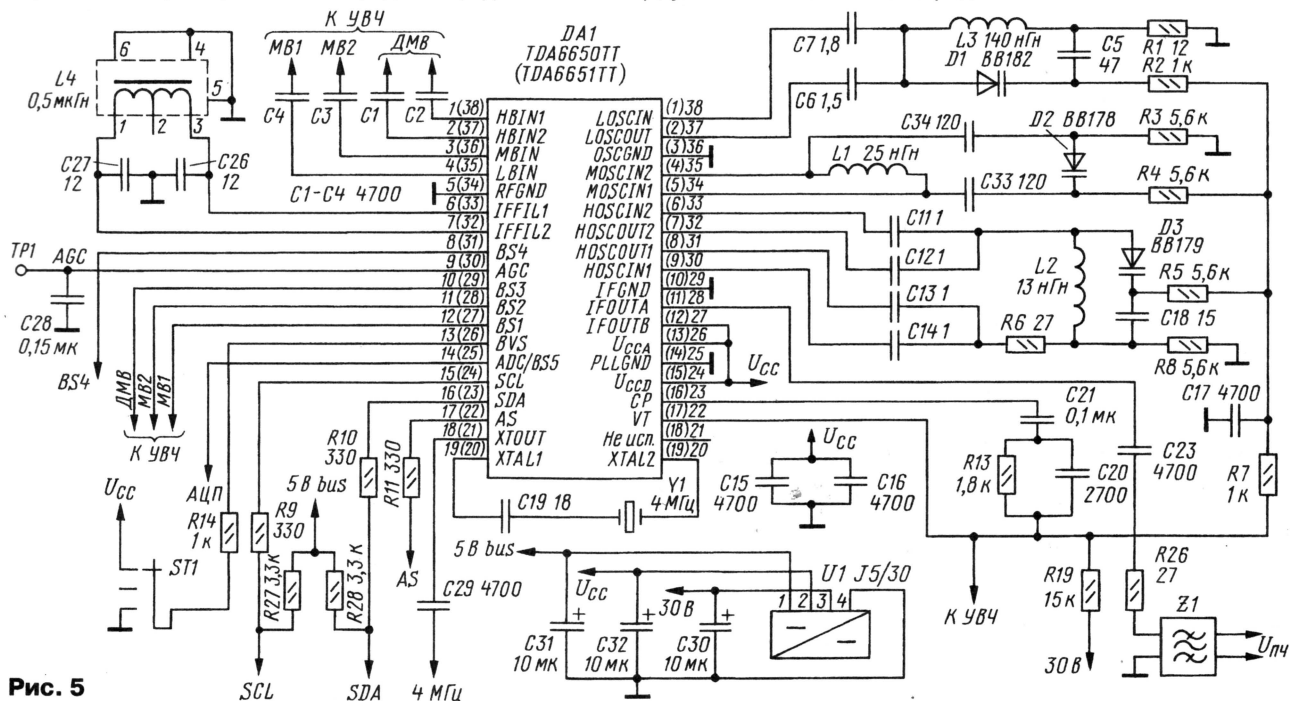 К УВЧ
МВ1
МВ2
ДМВ
DA1
TDA6650TT
(TDA6651TT)
6
4
L4
0,5 мкГн
5
1
2
3
C27
12
C26
12
C4
C3
C1
C2
C1-C4 4700
1(38) HBIN1
2(37) HBIN2
3(36) MBIN
4(35) LBIN
5(34) RFGND
6(33) IFFIL1
7(32) IFFIL2
8(31) BS4
9(30) AGC
10(29) BS3
11(28) BS2
12(27) BS1
13(26) BVS
14(25) ADC/BS5
15(24) SCL
16(23) SDA
17(22) AS
18(21) XTOUT
19(20) XTAL1
LOSCIN (1)38
LOSCOUT (2)37
OSCGND (3)36
MOSCIN2 (4)35
MOSCIN1 (5)34
HOSCIN2 (6)33
HOSCOUT2 (7)32
HOSCOUT1 (8)31
HOSCIN1 (9)30
IFGND (10)29
IFOUTA (11)28
IFOUTB (12)27
UCCA (13)26
PLLGND (14)25
UCCD (15)24
CP (16)23
VT (17)22
Не исп. (18)21
XTAL2 (19)20
C7 1,8
L3 140 нГн
D1
BB182
C5
47
R1 12
R2 1 к
C6 1,5
C34 120
D2 BB178
R3 5,6 к
L1 25 нГн
C33 120
R4 5,6 к
C11 1
C12 1
C13 1
C14 1
L2
13 нГн
D3
BB179
R5 5,6 к
R6 27
C18 15
R8 5,6 к
UCC
C17 4700
C21
0,1 мк
R13
1,8 к
C20
2700
C23
4700
R7
1 к
TP1
AGC
C28
0,15 мк
BS4
ДМВ
МВ2
МВ1
К УВЧ
АЦП
UCC
R14
1 к
ST1
R9
330
5 В bus
R10
330
R11 330
R27 3,3 к
R28 3,3 к
AS
C29 4700
SCL
SDA
4 МГц
C19 18
Y1
4 МГц
UCC
C15
4700
C16
4700
5 В bus
UCC
30 В
U1 J5/30
1 2 3 4
C31
10 мк
C32
10 мк
C30
10 мк
К УВЧ
R19
15 к
30 В
R26
27
Z1
Uпч
Рис. 5